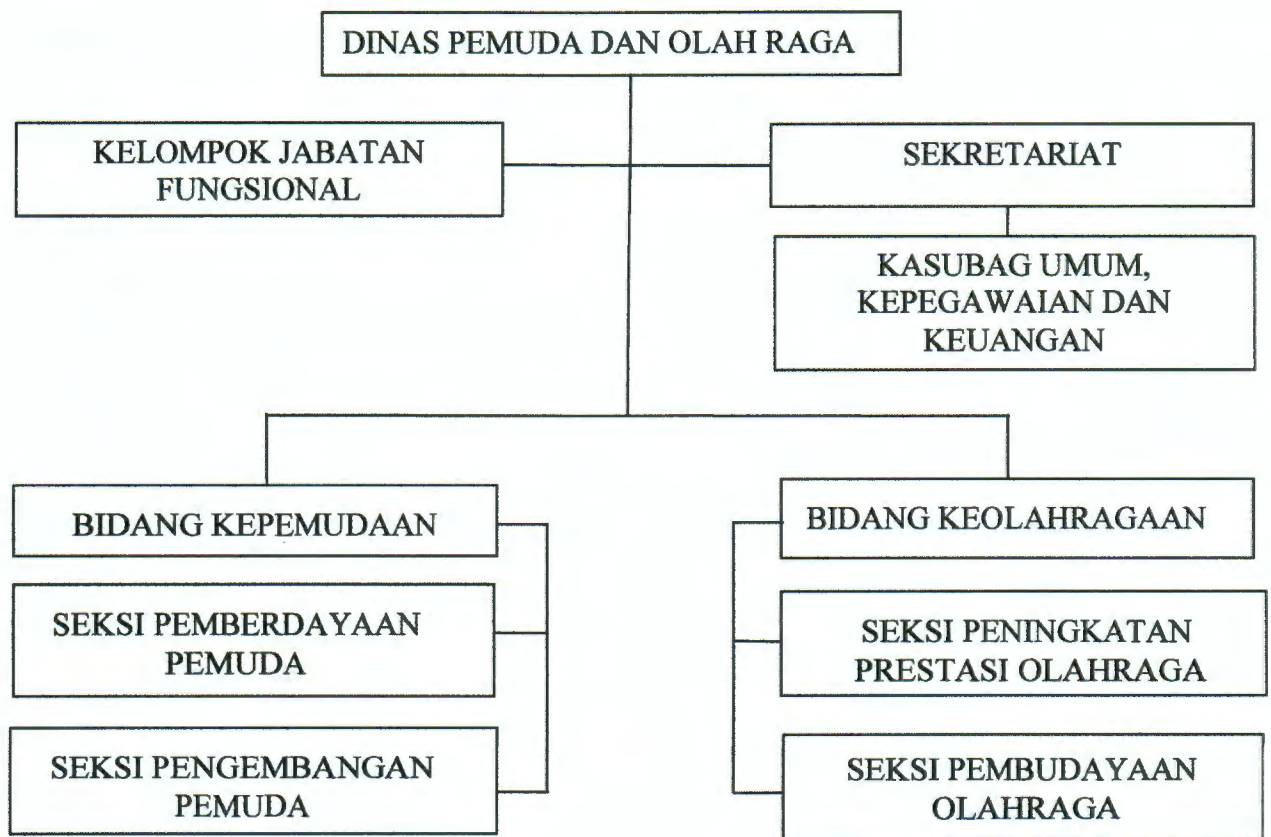 DINAS PEMUDA DAN OLAH RAGA
KELOMPOK JABATAN
FUNGSIONAL
SEKRETARIAT
KASUBAG UMUM,
KEPEGAWAIAN DAN
KEUANGAN
BIDANG KEPEMUDAAN
SEKSI PEMBERDAYAAN
PEMUDA
SEKSI PENGEMBANGAN
PEMUDA
BIDANG KEOLAHRAGAAN
SEKSI PENINGKATAN
PRESTASI OLAHRAGA
SEKSI PEMBUDAYAAN
OLAHRAGA